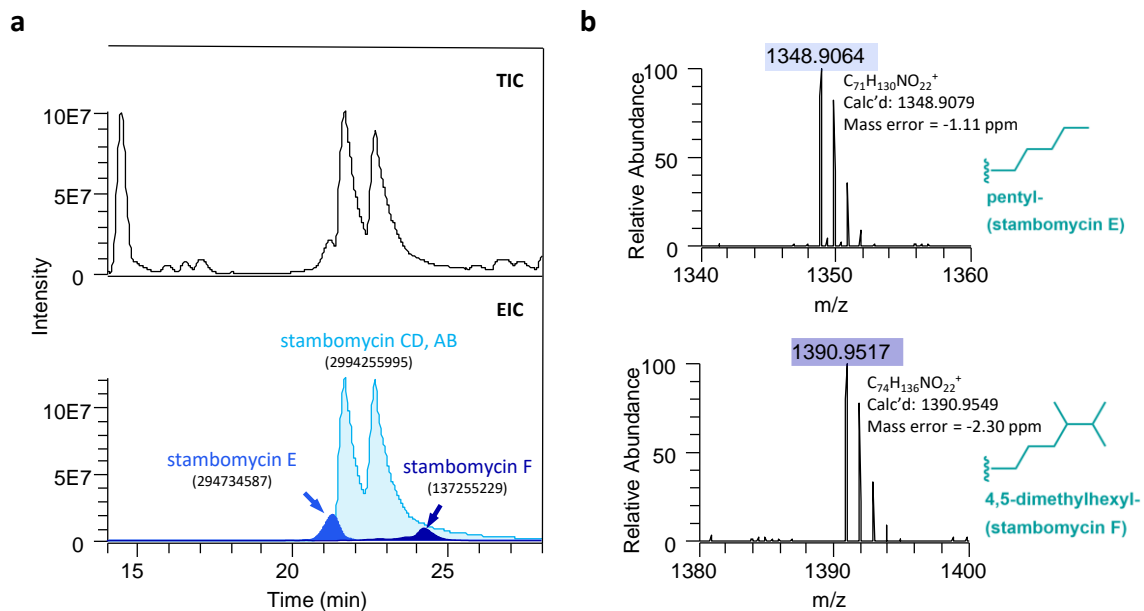 a
TIC
10E7
5E7
0
Intensity
EIC
stambomycin CD, AB
(2994255995)
10E7
stambomycin E
(294734587)
stambomycin F
(137255229)
5E7
0
15 20 25
Time (min)
b
1348.9064
C₇₁H₁₃₀NO₂₂⁺
Calc'd: 1348.9079
Mass error = -1.11 ppm
100
50
0
Relative Abundance
pentyl-
(stambomycin E)
1340 1350 1360
m/z
1390.9517
C₇₄H₁₃₆NO₂₂⁺
Calc'd: 1390.9549
Mass error = -2.30 ppm
100
50
0
Relative Abundance
4,5-dimethylhexyl-
(stambomycin F)
1380 1390 1400
m/z